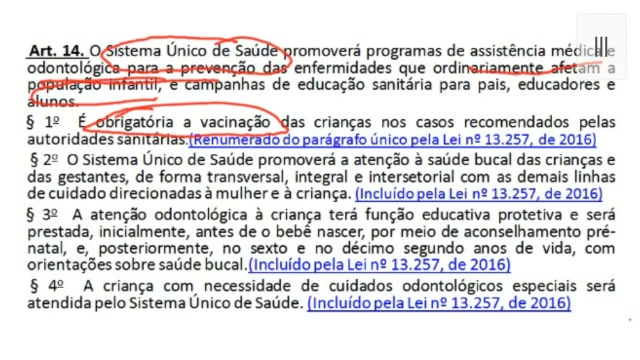 Art. 14. O Sistema Único de Saúde promoverá programas de assistência médica e
odontológica para a prevenção das enfermidades que ordinariamente afetam a
população infantil, e campanhas de educação sanitária para pais, educadores e
alunos.
§ 1º É obrigatória a vacinação das crianças nos casos recomendados pelas
autoridades sanitárias.(Renumerado do parágrafo único pela Lei nº 13.257, de 2016)
§ 2º O Sistema Único de Saúde promoverá a atenção à saúde bucal das crianças e
das gestantes, de forma transversal, integral e intersetorial com as demais linhas
de cuidado direcionadas à mulher e à criança. (Incluído pela Lei nº 13.257, de 2016)
§ 3º A atenção odontológica à criança terá função educativa protetiva e será
prestada, inicialmente, antes de o bebê nascer, por meio de aconselhamento pré-
natal, e, posteriormente, no sexto e no décimo segundo anos de vida, com
orientações sobre saúde bucal.(Incluído pela Lei nº 13.257, de 2016)
§ 4º A criança com necessidade de cuidados odontológicos especiais será
atendida pelo Sistema Único de Saúde. (Incluído pela Lei nº 13.257, de 2016)